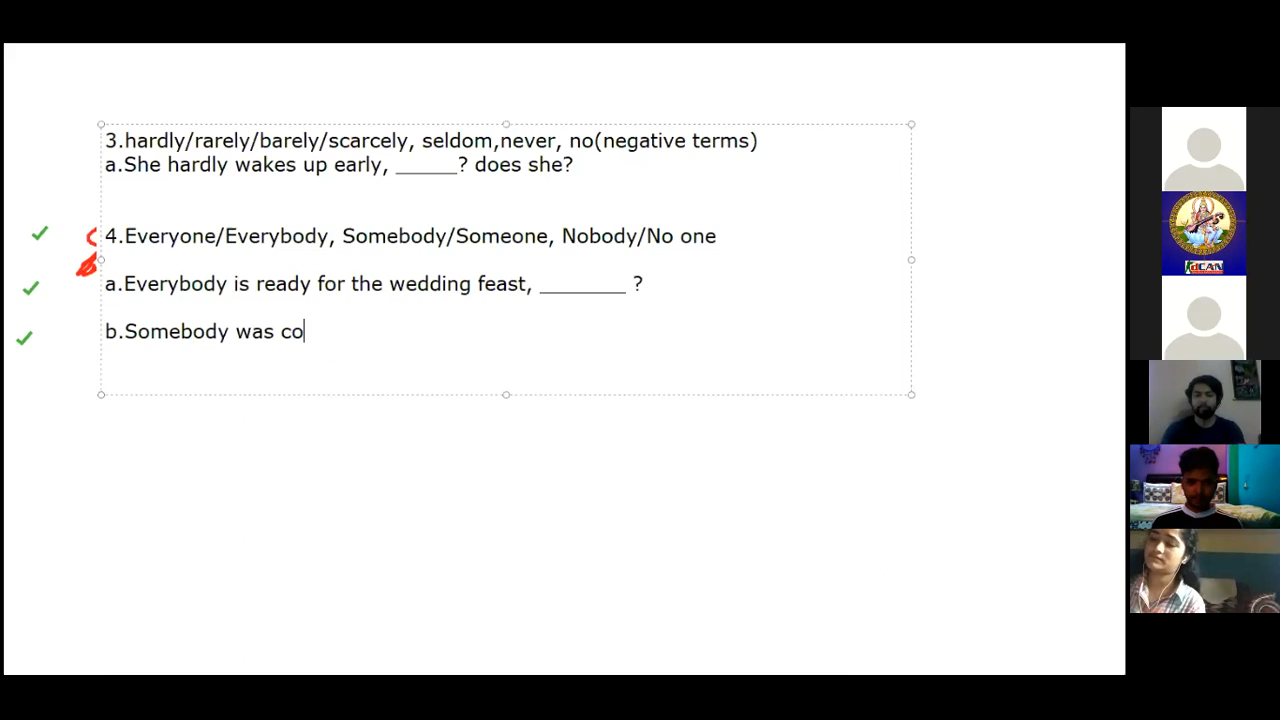 3.hardly/rarely/barely/scarcely, seldom,never, no(negative terms)
a.She hardly wakes up early, ______? does she?
4.Everyone/Everybody, Somebody/Someone, Nobody/No one
a.Everybody is ready for the wedding feast, ________ ?
b.Somebody was co
dCAN